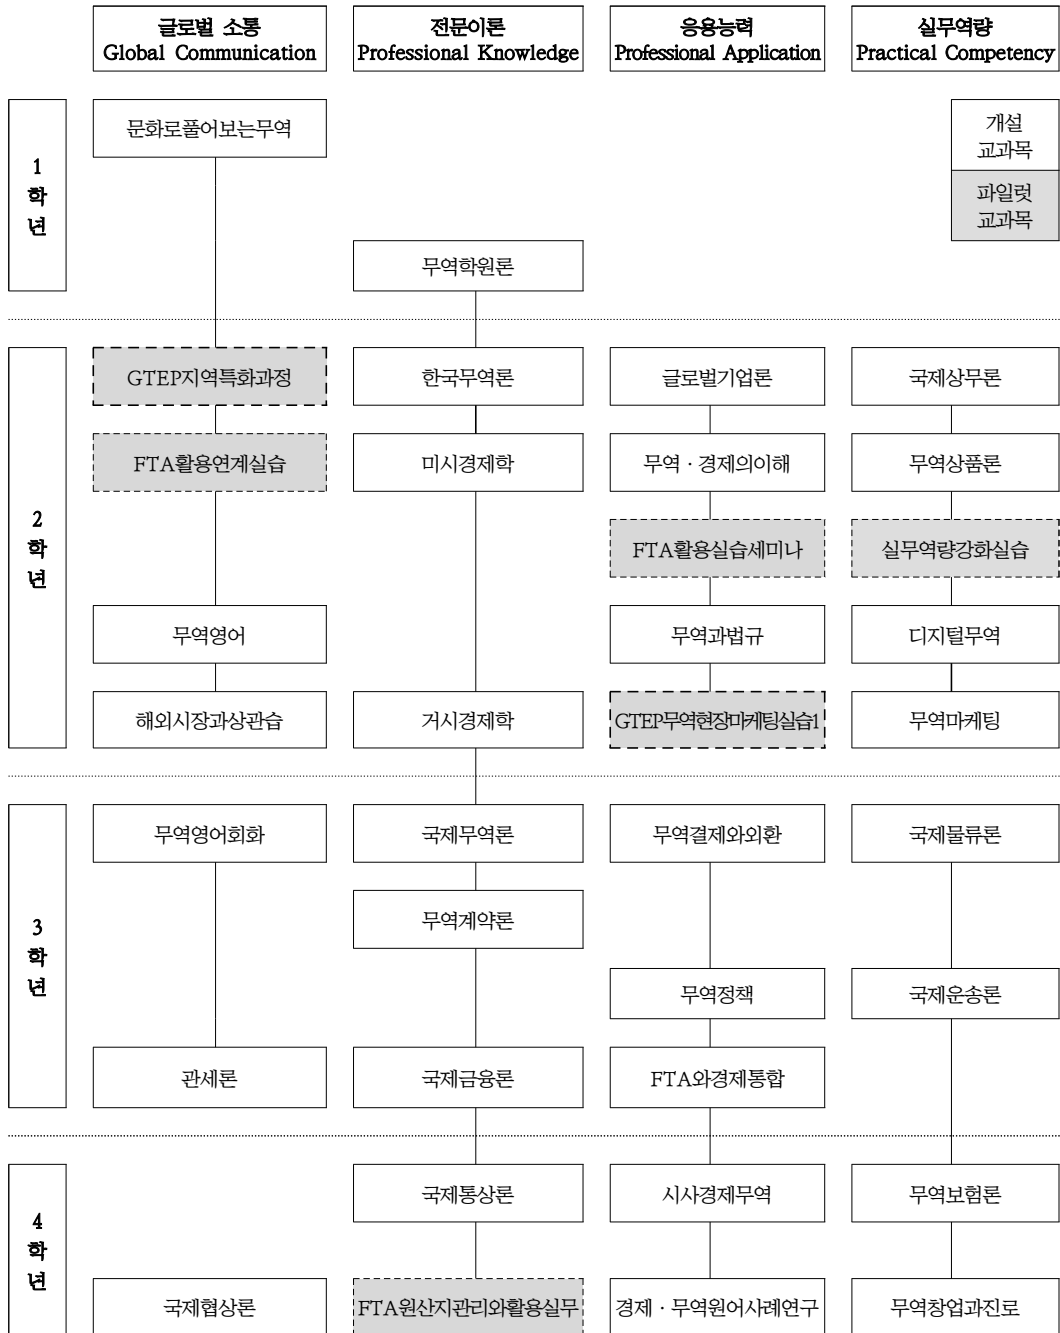 글로벌 소통
Global Communication
전문이론
Professional Knowledge
응용능력
Professional Application
실무역량
Practical Competency
1
학
년
문화로풀어보는무역
개설
교과목
파일럿
교과목
무역학원론
2
학
년
GTEP지역특화과정
한국무역론
글로벌기업론
국제상무론
FTA활용연계실습
미시경제학
무역·경제의이해
무역상품론
FTA활용실습세미나
실무역량강화실습
무역영어
무역과법규
디지털무역
해외시장과상관습
거시경제학
GTEP무역현장마케팅실습1
무역마케팅
3
학
년
무역영어회화
국제무역론
무역결제와외환
국제물류론
무역계약론
무역정책
국제운송론
관세론
국제금융론
FTA와경제통합
4
학
년
국제통상론
시사경제무역
무역보험론
국제협상론
FTA원산지관리와활용실무
경제·무역원어사례연구
무역창업과진로